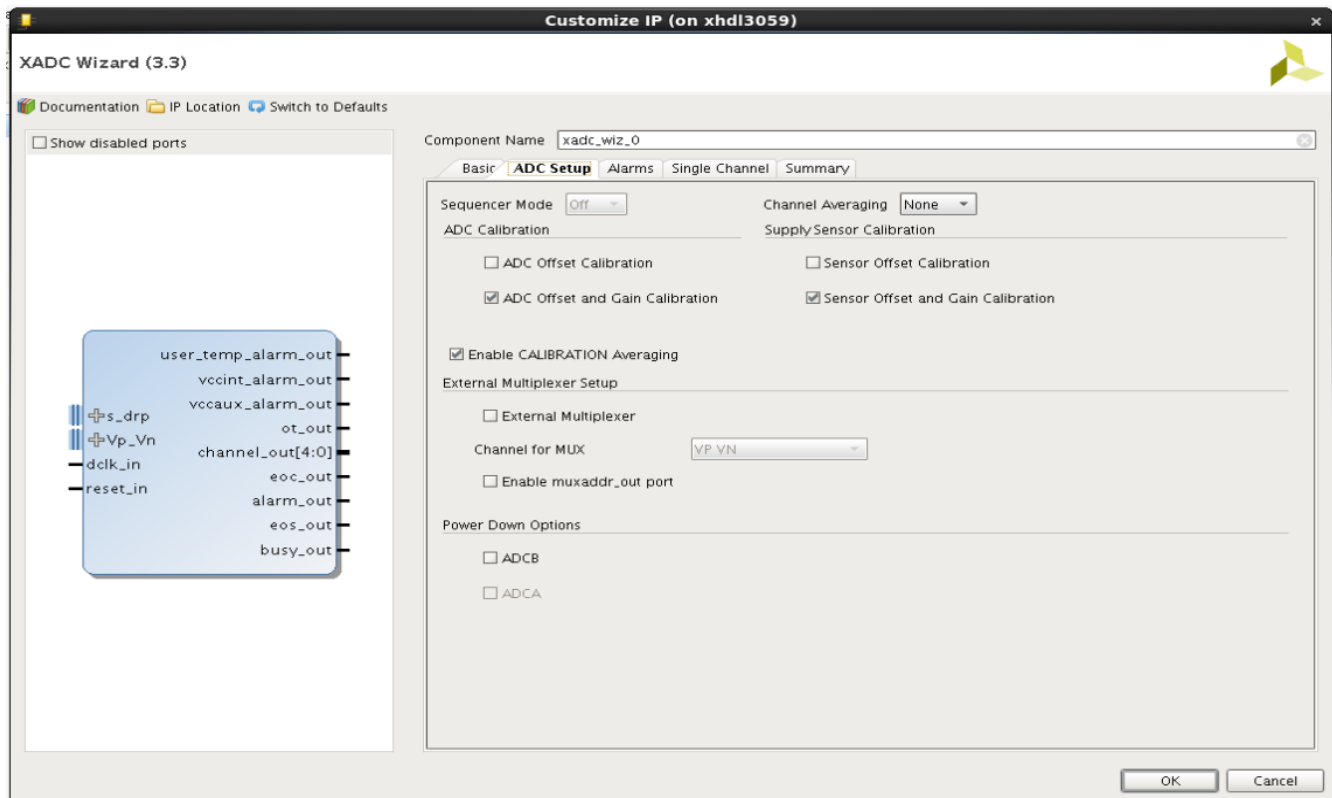 Customize IP (on xhdl3059)
XADC Wizard (3.3)
Documentation IP Location Switch to Defaults
Show disabled ports
user_temp_alarm_out
vccint_alarm_out
vccaux_alarm_out
s_drp
ot_out
Vp_Vn
channel_out[4:0]
dclk_in
eoc_out
reset_in
alarm_out
eos_out
busy_out
Component Name xadc_wiz_0
Basic ADC Setup Alarms Single Channel Summary
Sequencer Mode Off Channel Averaging None
ADC Calibration Supply Sensor Calibration
ADC Offset Calibration Sensor Offset Calibration
ADC Offset and Gain Calibration Sensor Offset and Gain Calibration
Enable CALIBRATION Averaging
External Multiplexer Setup
External Multiplexer
Channel for MUX VP VN
Enable muxaddr_out port
Power Down Options
ADCB
ADCA
OK Cancel